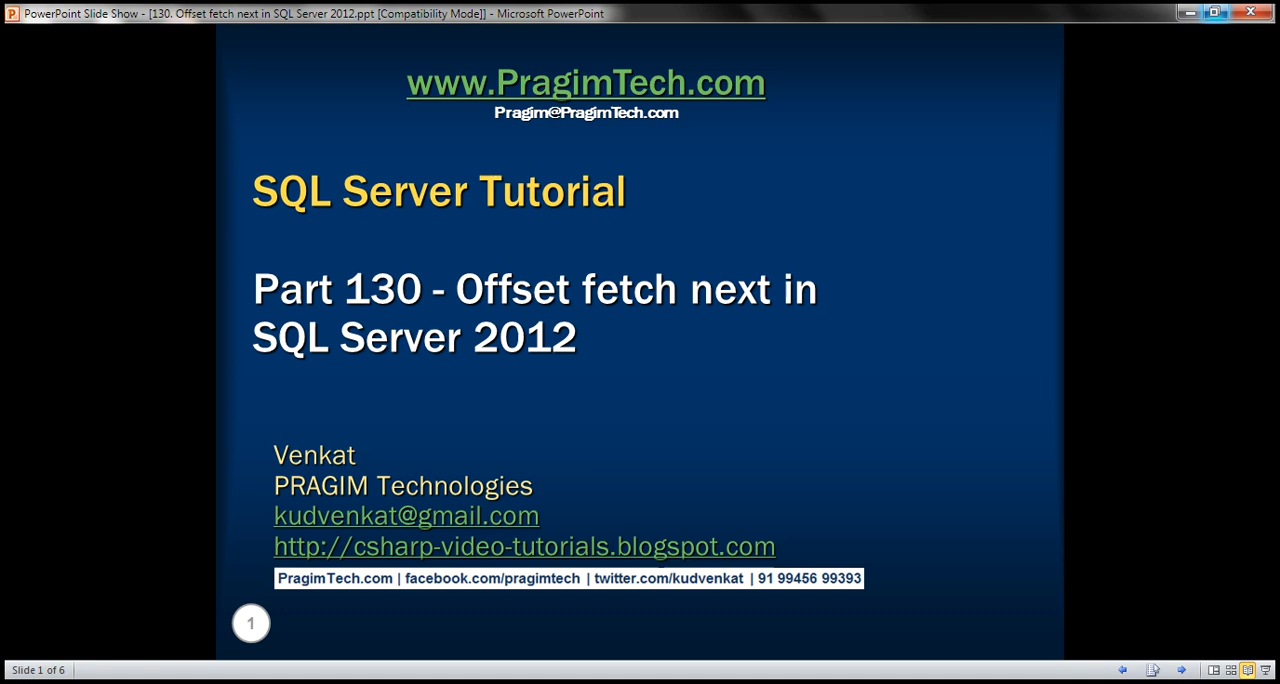 PowerPoint Slide Show - [130. Offset fetch next in SQL Server 2012.ppt [Compatibility Mode]] - Microsoft PowerPoint
www.PragimTech.com
Pragim@PragimTech.com
SQL Server Tutorial
Part 130 - Offset fetch next in
SQL Server 2012
Venkat
PRAGIM Technologies
kudvenkat@gmail.com
http://csharp-video-tutorials.blogspot.com
PragimTech.com | facebook.com/pragimtech | twitter.com/kudvenkat | 91 99456 99393
1
Slide 1 of 6